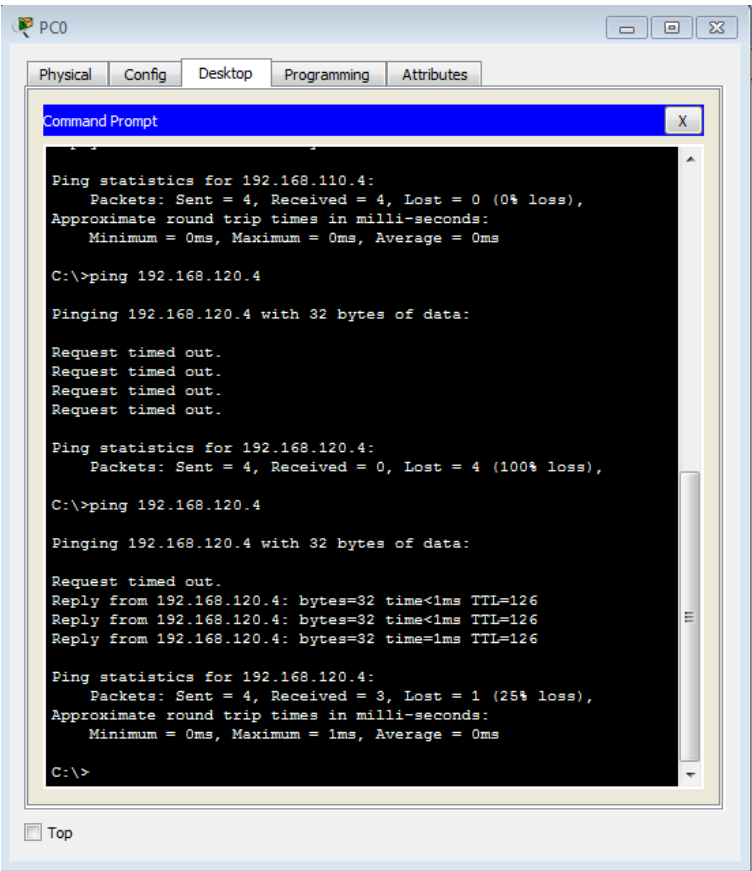 PC0
Physical Config Desktop Programming Attributes
Command Prompt
X
Ping statistics for 192.168.110.4:
Packets: Sent = 4, Received = 4, Lost = 0 (0% loss),
Approximate round trip times in milli-seconds:
Minimum = 0ms, Maximum = 0ms, Average = 0ms
C:\>ping 192.168.120.4
Pinging 192.168.120.4 with 32 bytes of data:
Request timed out.
Request timed out.
Request timed out.
Request timed out.
Ping statistics for 192.168.120.4:
Packets: Sent = 4, Received = 0, Lost = 4 (100% loss),
C:\>ping 192.168.120.4
Pinging 192.168.120.4 with 32 bytes of data:
Request timed out.
Reply from 192.168.120.4: bytes=32 time<1ms TTL=126
Reply from 192.168.120.4: bytes=32 time<1ms TTL=126
Reply from 192.168.120.4: bytes=32 time=1ms TTL=126
Ping statistics for 192.168.120.4:
Packets: Sent = 4, Received = 3, Lost = 1 (25% loss),
Approximate round trip times in milli-seconds:
Minimum = 0ms, Maximum = 1ms, Average = 0ms
C:\>
Top